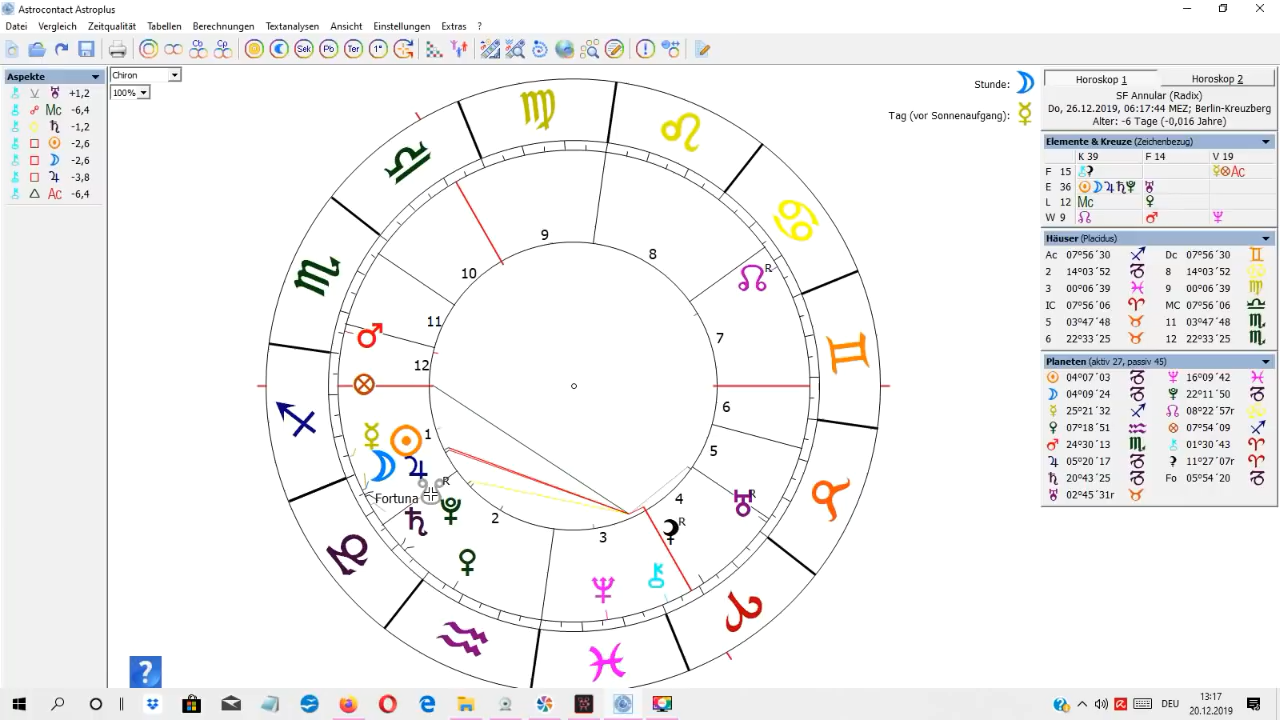 Astrocontact Astroplus
Datei Vergleich Zeitqualität Tabellen Berechnungen Textanalysen Ansicht Einstellungen Extras ?
Cb Cp Sek Pb Ter 1°
Aspekte
+1,2
Mc -6,4
-1,2
-2,6
-2,6
-3,8
Ac -6,4
Chiron
100%
Stunde:
Tag (vor Sonnenaufgang):
9
8
10
11
7
12
6
1
5
4
2
3
R
R
R
R
Fortuna
?
Horoskop 1 Horoskop 2
SF Annular (Radix)
Do, 26.12.2019, 06:17:44 MEZ; Berlin-Kreuzberg
Alter: -6 Tage (-0,016 Jahre)
Elemente & Kreuze (Zeichenbezug)
K 39 F 14 V 19
F 15 Ac
E 36
L 12 Mc
W 9
Häuser (Placidus)
Ac 07°56´30 Dc 07°56´30
2 14°03´52 8 14°03´52
3 00°06´39 9 00°06´39
IC 07°56´06 MC 07°56´06
5 03°47´48 11 03°47´48
6 22°33´25 12 22°33´25
Planeten (aktiv 27, passiv 45)
04°07´03 16°09´42
04°09´24 22°11´50
25°21´32 08°22´57r
07°18´51 07°54´09
24°30´13 01°30´43
05°20´17 11°27´07r
20°43´25 Fo 05°54´20
02°45´31r
DEU
13:17
20.12.2019